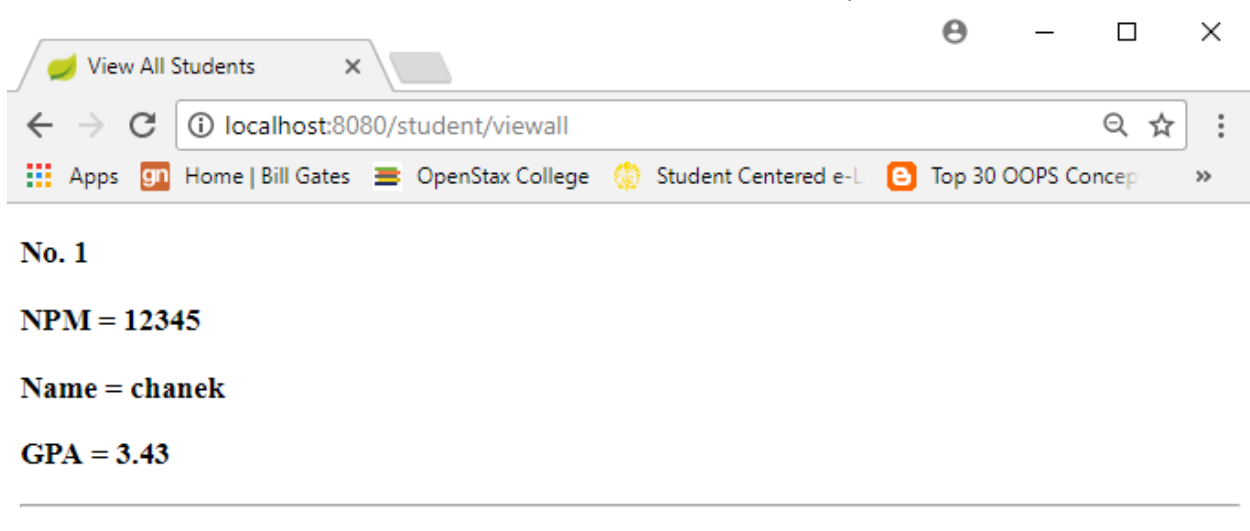 View All Students
localhost:8080/student/viewall
Apps gn Home | Bill Gates OpenStax College Student Centered e-L Top 30 OOPS Concep »
No. 1
NPM = 12345
Name = chanek
GPA = 3.43